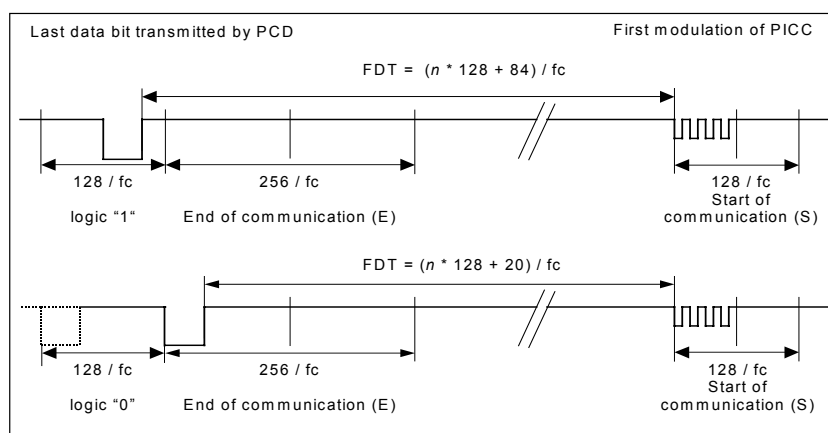 Last data bit transmitted by PCD
First modulation of PICC
FDT = (n * 128 + 84) / fc
128 / fc
256 / fc
128 / fc
logic “1“
End of communication (E)
Start of
communication (S)
FDT = (n * 128 + 20) / fc
128 / fc
256 / fc
128 / fc
logic “0”
End of communication (E)
Start of
communication (S)